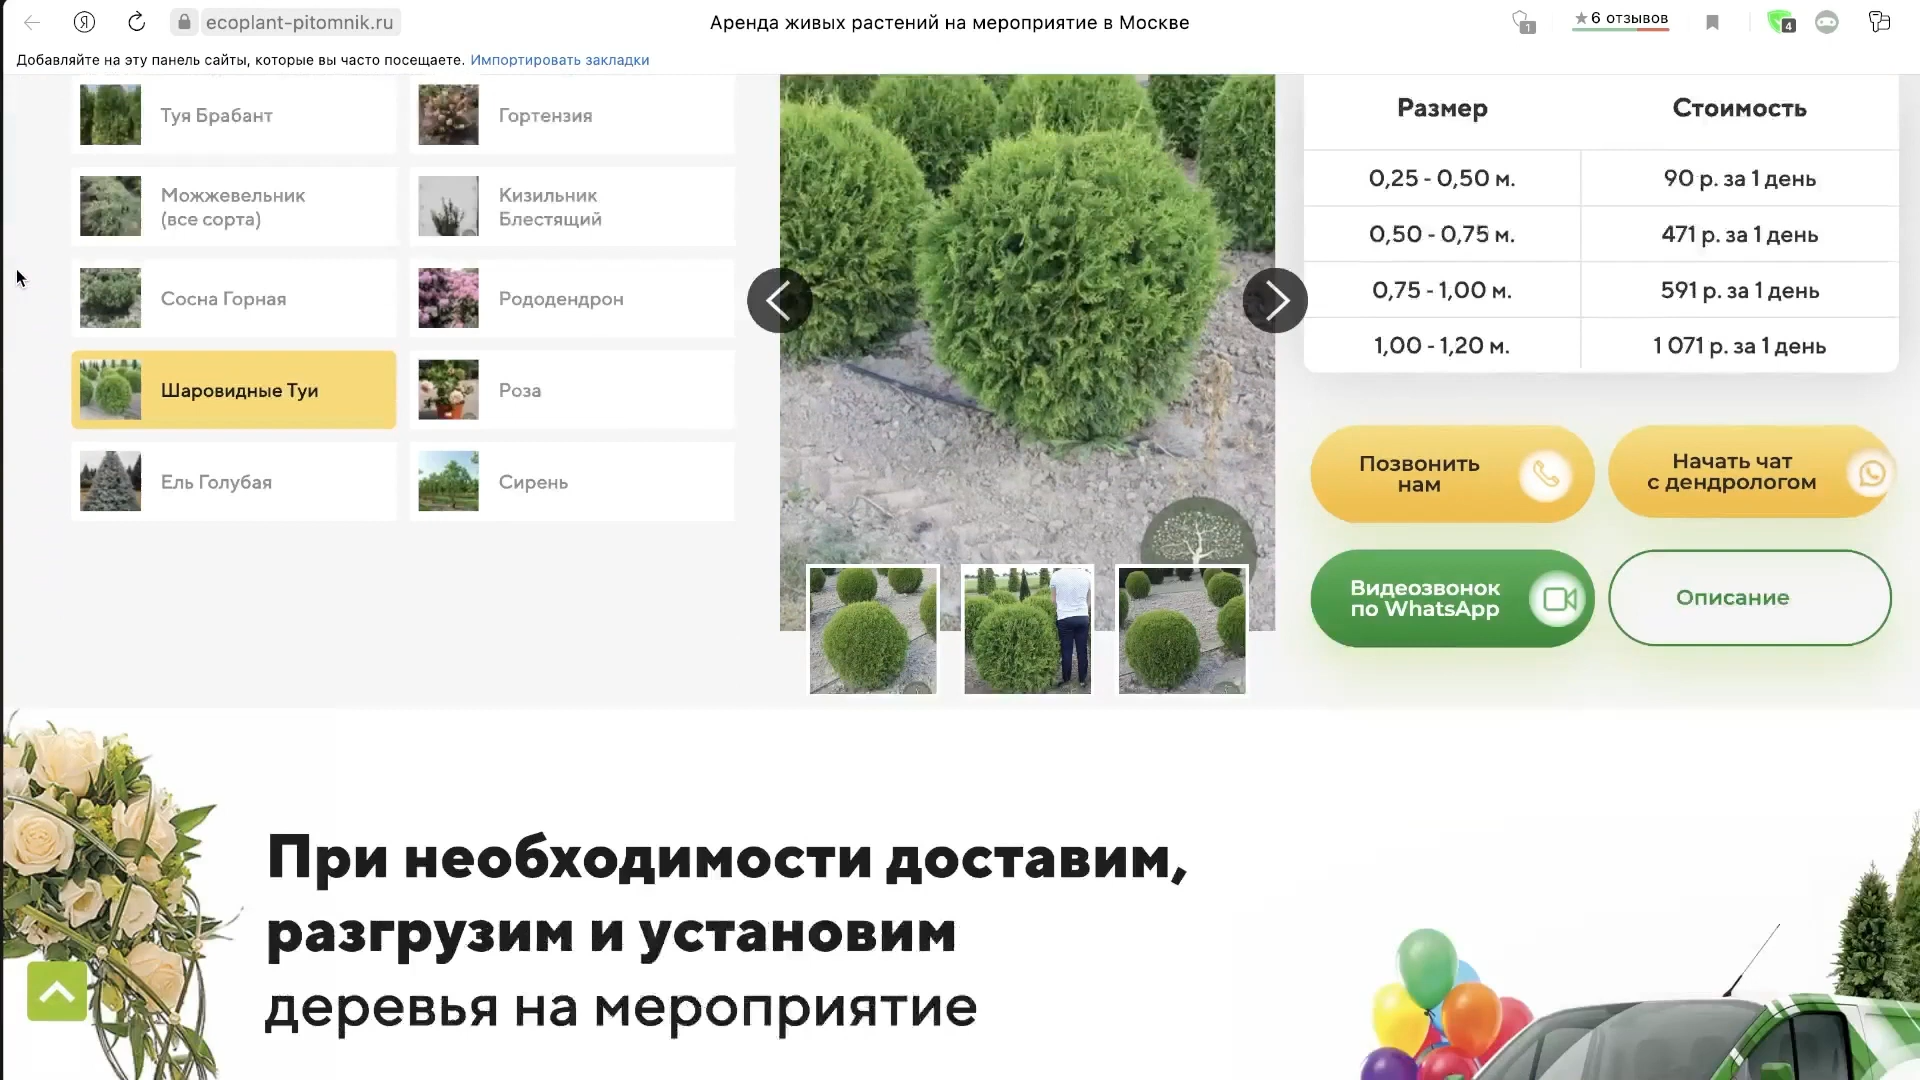 Я
ecoplant-pitomnik.ru
Аренда живых растений на мероприятие в Москве
1
★6 отзывов
4
Добавляйте на эту панель сайты, которые вы часто посещаете. Импортировать закладки
Туя Брабант
Гортензия
Можжевельник
(все сорта)
Кизильник
Блестящий
Сосна Горная
Рододендрон
Шаровидные Туи
Роза
Ель Голубая
Сирень
Размер Стоимость
0,25 - 0,50 м. 90 р. за 1 день
0,50 - 0,75 м. 471 р. за 1 день
0,75 - 1,00 м. 591 р. за 1 день
1,00 - 1,20 м. 1 071 р. за 1 день
Позвонить
нам
Начать чат
с дендрологом
Видеозвонок
по WhatsApp
Описание
При необходимости доставим,
разгрузим и установим
деревья на мероприятие